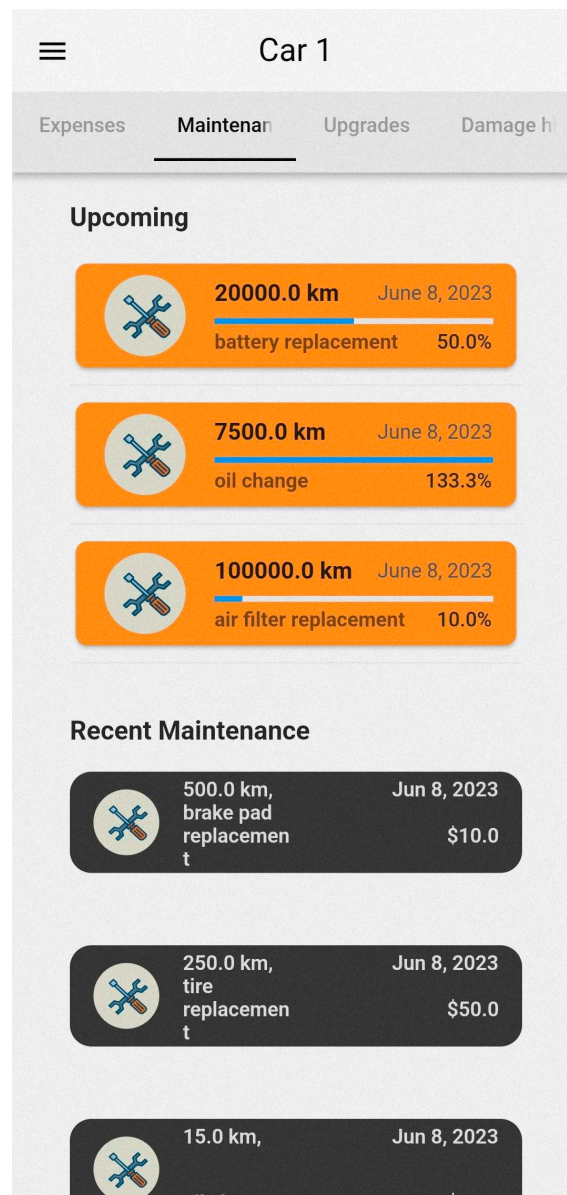 Car 1
Expenses Maintenan Upgrades Damage h
Upcoming
20000.0 km June 8, 2023
battery replacement 50.0%
7500.0 km June 8, 2023
oil change 133.3%
100000.0 km June 8, 2023
air filter replacement 10.0%
Recent Maintenance
500.0 km, Jun 8, 2023
brake pad
replacemen $10.0
t
250.0 km, Jun 8, 2023
tire
replacemen $50.0
t
15.0 km, Jun 8, 2023